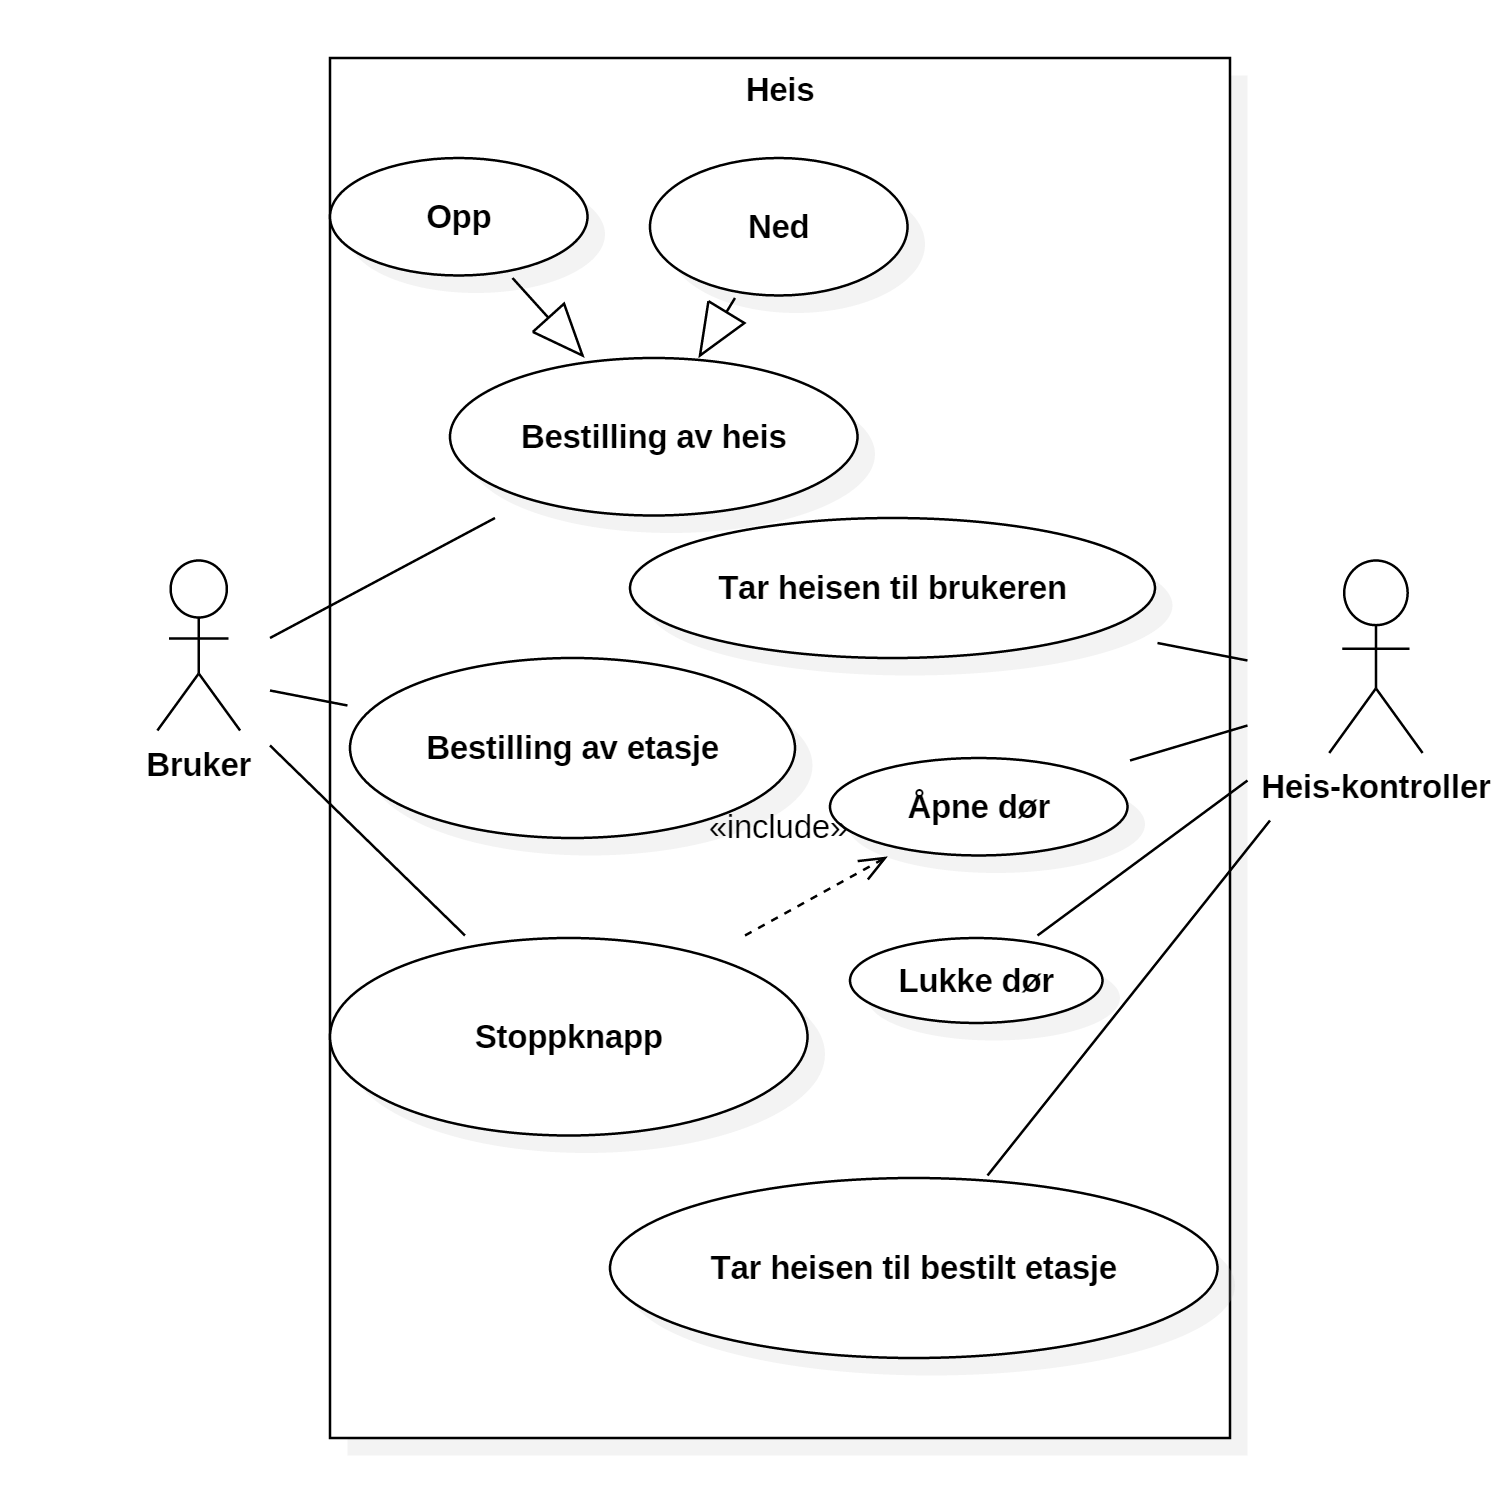 Heis
Opp
Ned
Bestilling av heis
Tar heisen til brukeren
Bestilling av etasje
Bruker
Heis-kontroller
Åpne dør
«include»
Lukke dør
Stoppknapp
Tar heisen til bestilt etasje